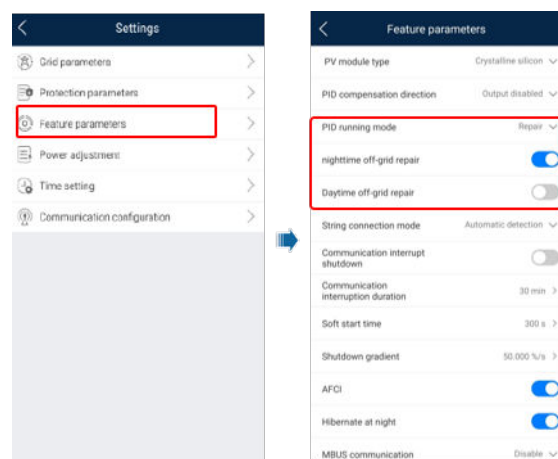 Settings
Grid parameters
Protection parameters
Feature parameters
Power adjustment
Time setting
Communication configuration
Feature parameters
PV module type Crystalline silicon
PID compensation direction Output disabled
PID running mode Repair
nighttime off-grid repair
Daytime off-grid repair
String connection mode Automatic detection
Communication interrupt
shutdown
Communication
interruption duration 30 min
Soft start time 300 s
Shutdown gradient 50.000 %/s
AFCI
Hibernate at night
MBUS communication Disable